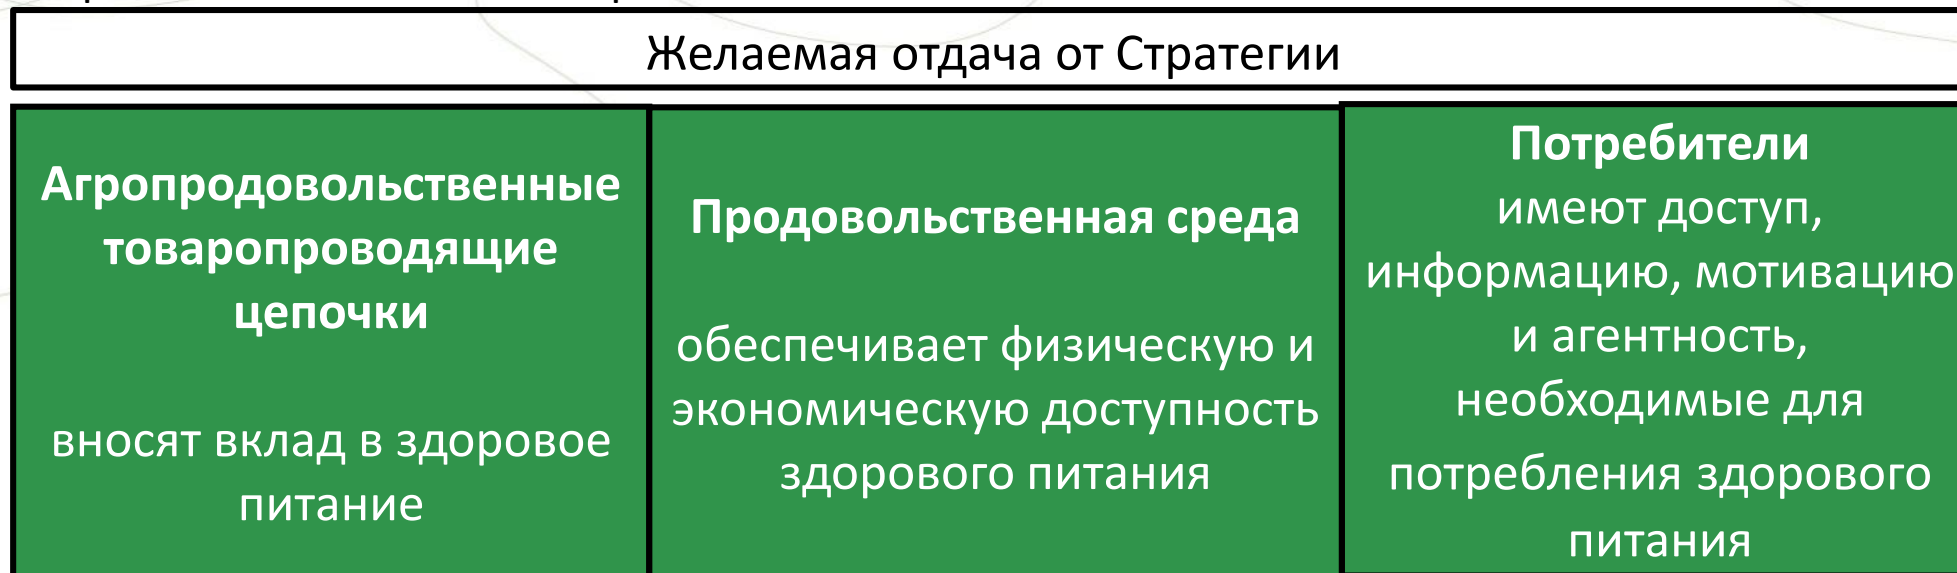 Желаемая отдача от Стратегии
Агропродовольственные
товаропроводящие
цепочки
вносят вклад в здоровое
питание
Продовольственная среда
обеспечивает физическую и
экономическую доступность
здорового питания
Потребители
имеют доступ,
информацию, мотивацию
и агентность,
необходимые для
потребления здорового
питания